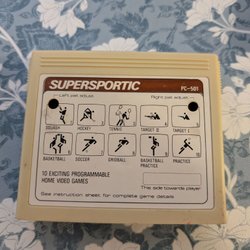 SUPERSPORTIC
PC-501
Left pad adjust
Right pad adjust
SQUASH HOCKEY TENNIS TARGET II TARGET I
BASKETBALL SOCCER GRIDBALL BASKETBALL PRACTICE PRACTICE
10
10 EXCITING PROGRAMMABLE
HOME VIDEO GAMES
This side towards player
See instruction sheet for complete game details